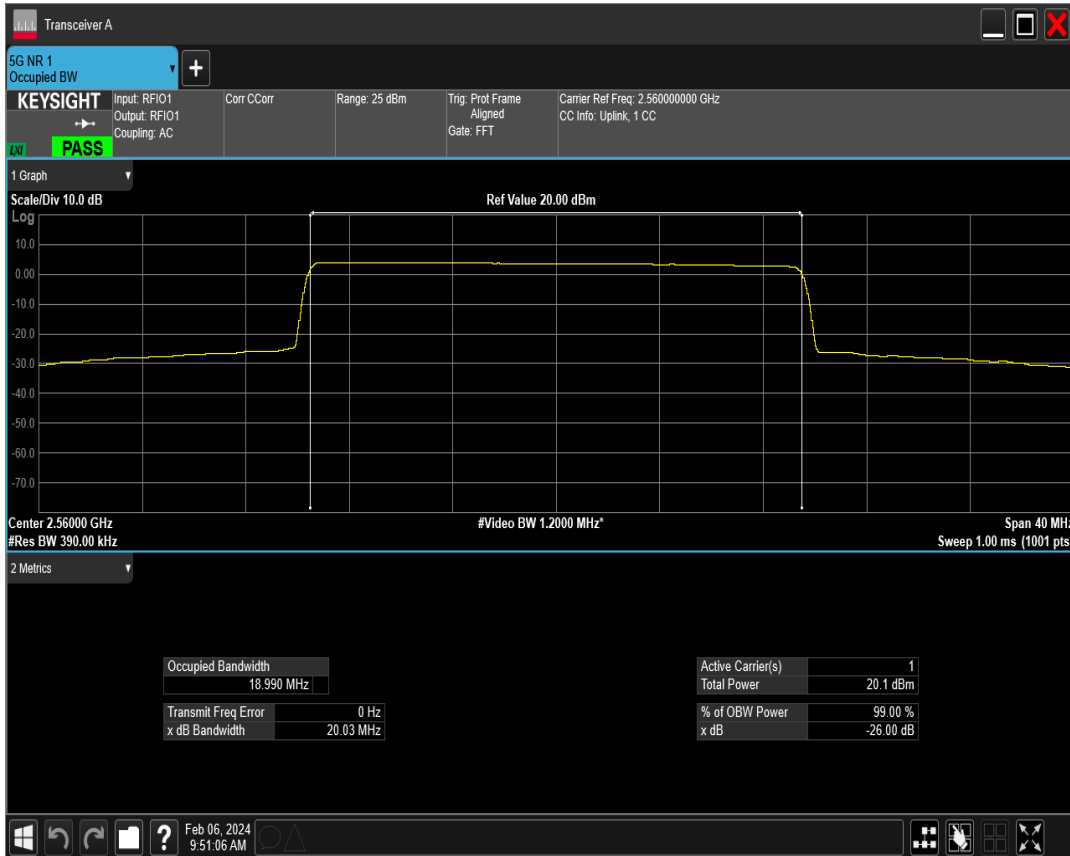 Transceiver A
5G NR 1
Occupied BW
KEYSIGHT
LXI
PASS
Input: RFIO1
Output: RFIO1
Coupling: AC
Corr CCorr
Range: 25 dBm
Trig: Prot Frame
Aligned
Gate: FFT
Carrier Ref Freq: 2.560000000 GHz
CC Info: Uplink, 1 CC
1 Graph
Scale/Div 10.0 dB
Ref Value 20.00 dBm
Log
10.0
0.00
-10.0
-20.0
-30.0
-40.0
-50.0
-60.0
-70.0
Center 2.56000 GHz
#Video BW 1.2000 MHz*
Span 40 MHz
#Res BW 390.00 kHz
Sweep 1.00 ms (1001 pts
2 Metrics
Occupied Bandwidth
18.990 MHz
Transmit Freq Error 0 Hz
x dB Bandwidth 20.03 MHz
Active Carrier(s) 1
Total Power 20.1 dBm
% of OBW Power 99.00 %
x dB -26.00 dB
?
Feb 06, 2024
9:51:06 AM